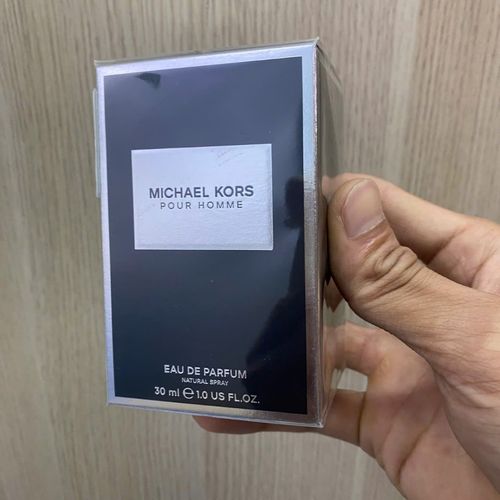 MICHAEL KORS
POUR HOMME
EAU DE PARFUM
NATURAL SPRAY
30 ml ℮ 1.0 US FL.OZ.